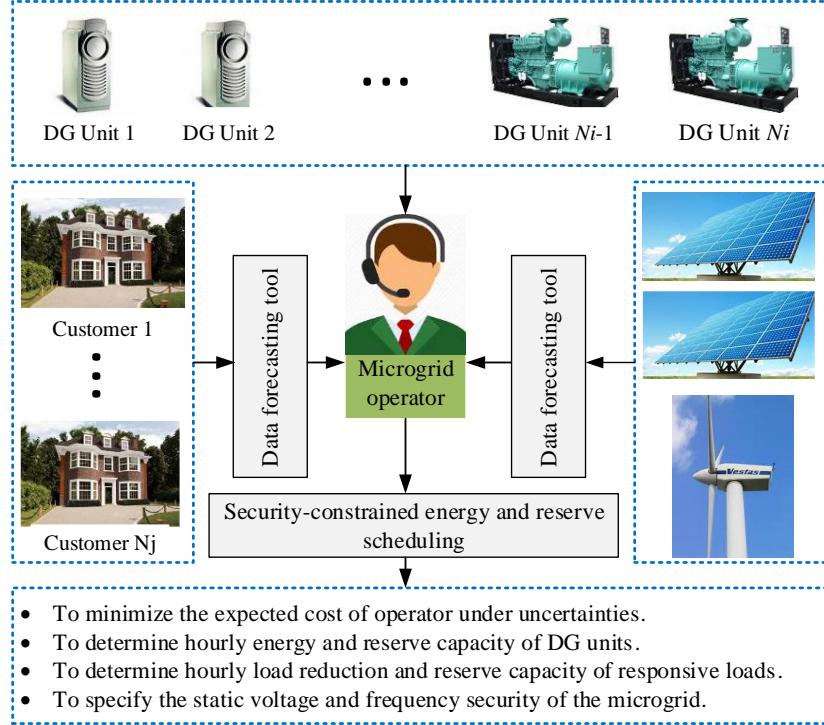 DG Unit 1
DG Unit 2
DG Unit Ni-1
DG Unit Ni
Customer 1
Customer Nj
Data forecasting tool
Microgrid
operator
Data forecasting tool
Vestas
Security-constrained energy and reserve
scheduling
• To minimize the expected cost of operator under uncertainties.
• To determine hourly energy and reserve capacity of DG units.
• To determine hourly load reduction and reserve capacity of responsive loads.
• To specify the static voltage and frequency security of the microgrid.